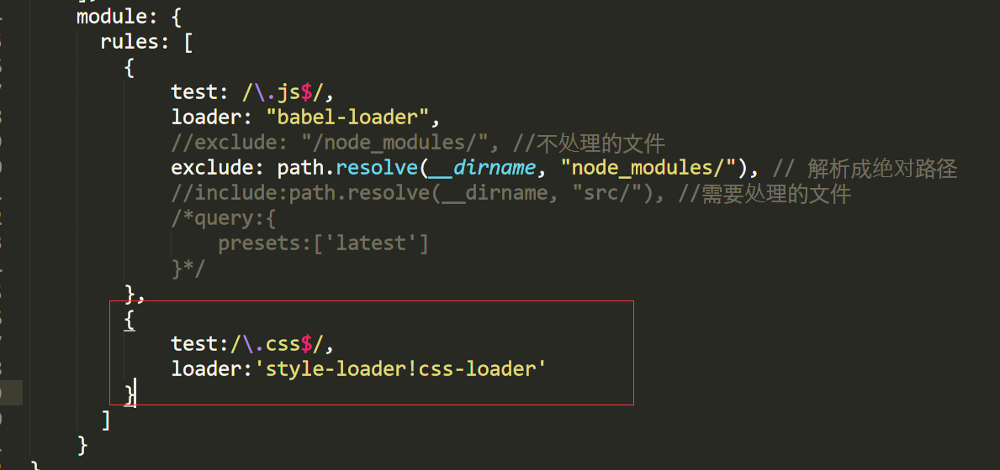 module: {
rules: [
{
test: /\.js$/,
loader: "babel-loader",
//exclude: "/node_modules/", //不处理的文件
exclude: path.resolve(__dirname, "node_modules/"), // 解析成绝对路径
//include:path.resolve(__dirname, "src/"), //需要处理的文件
/*query:{
presets:['latest']
}*/
},
{
test:/\.css$/,
loader:'style-loader!css-loader'
}
]
}